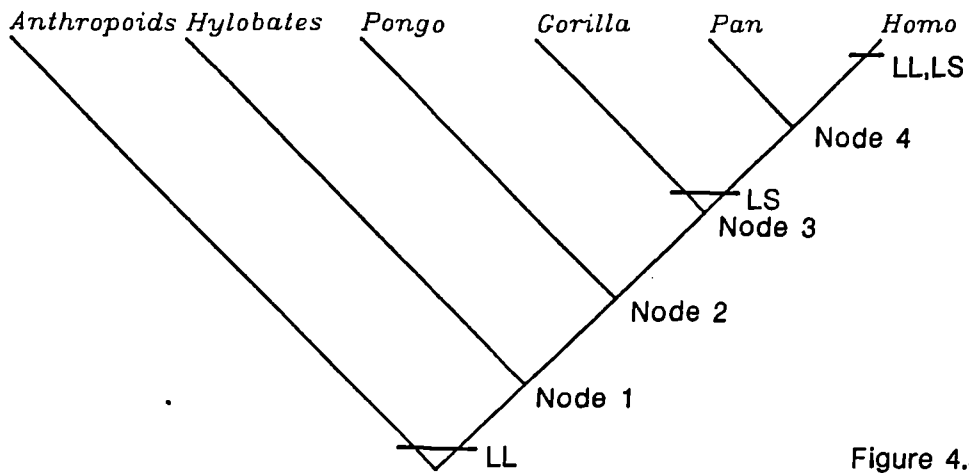 Anthropoids Hylobates Pongo Gorilla Pan Homo
LL,LS
Node 4
LS
Node 3
Node 2
Node 1
LL
Figure 4.